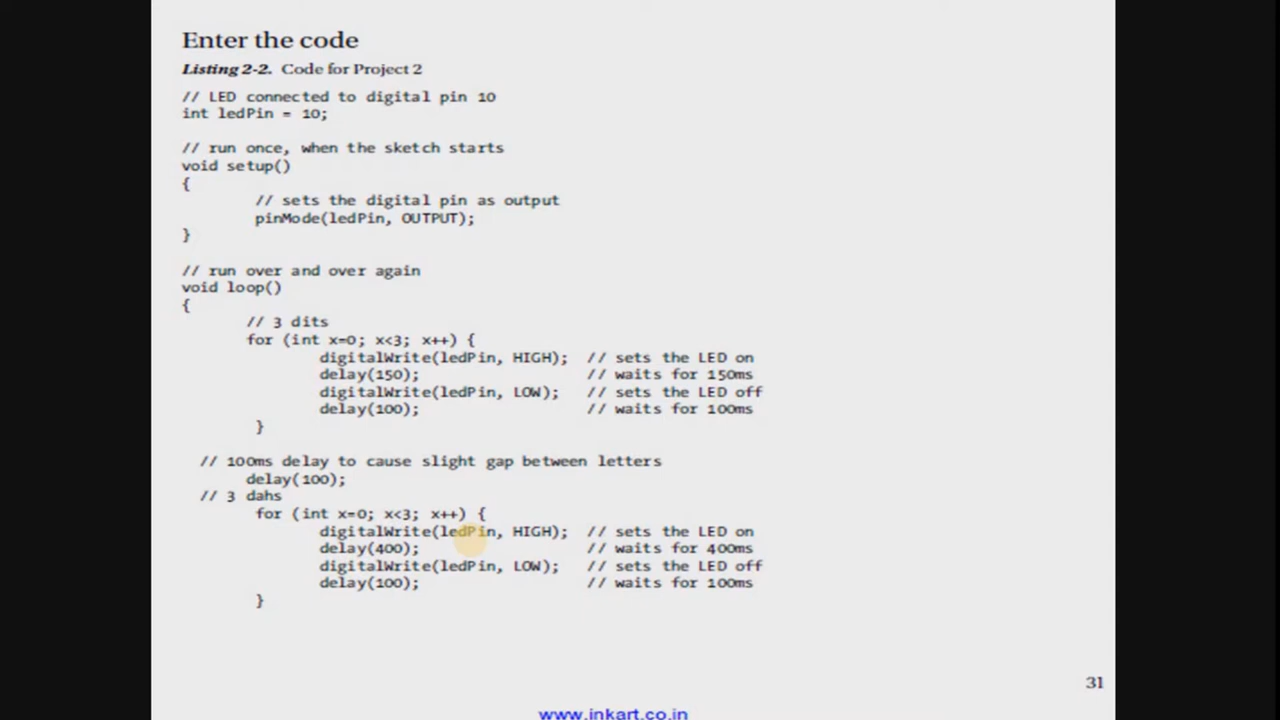 Enter the code
Listing 2-2. Code for Project 2
// LED connected to digital pin 10
int ledPin = 10;
// run once, when the sketch starts
void setup()
{
// sets the digital pin as output
pinMode(ledPin, OUTPUT);
}
// run over and over again
void loop()
{
// 3 dits
for (int x=0; x<3; x++) {
digitalWrite(ledPin, HIGH); // sets the LED on
delay(150); // waits for 150ms
digitalWrite(ledPin, LOW); // sets the LED off
delay(100); // waits for 100ms
}
// 100ms delay to cause slight gap between letters
delay(100);
// 3 dahs
for (int x=0; x<3; x++) {
digitalWrite(ledPin, HIGH); // sets the LED on
delay(400); // waits for 400ms
digitalWrite(ledPin, LOW); // sets the LED off
delay(100); // waits for 100ms
}
31
www.inkart.co.in